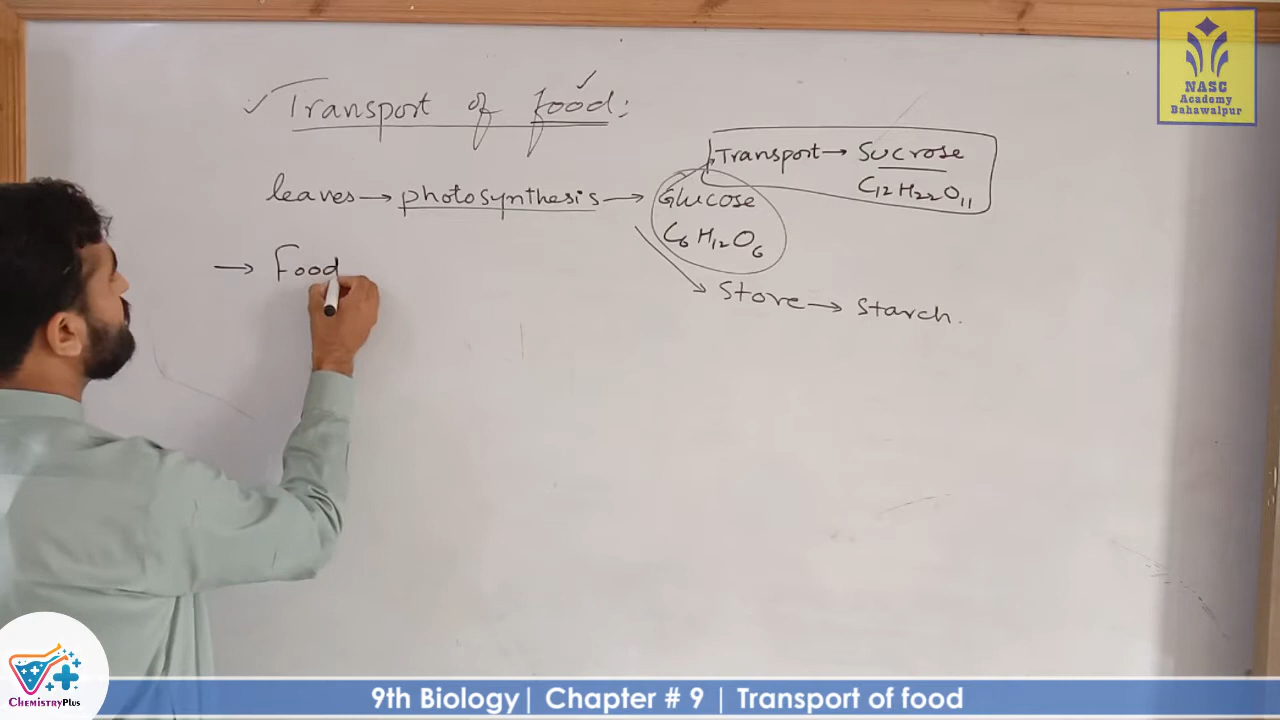 Transport of food:
leaves → photosynthesis → Glucose
C6H12O6
Transport → Sucrose
C12H22O11
Store → Starch.
→ Food
NASC
Academy
Bahawalpur
CHEMISTRYPLUS
9th Biology| Chapter # 9 | Transport of food